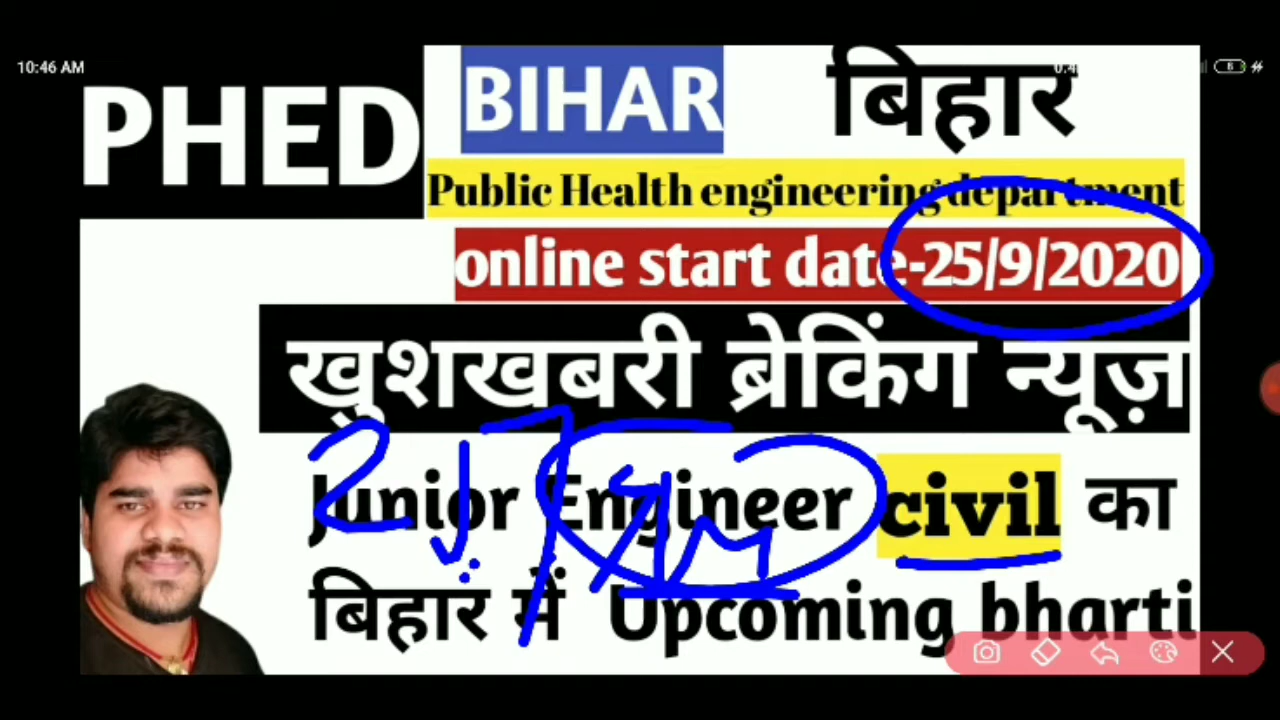 10:46 AM
PHED BIHAR बिहार
Public Health engineering department
online start date-25/9/2020
खुशखबरी ब्रेकिंग न्यूज़
Junior Engineer civil का
बिहार में Upcoming bharti